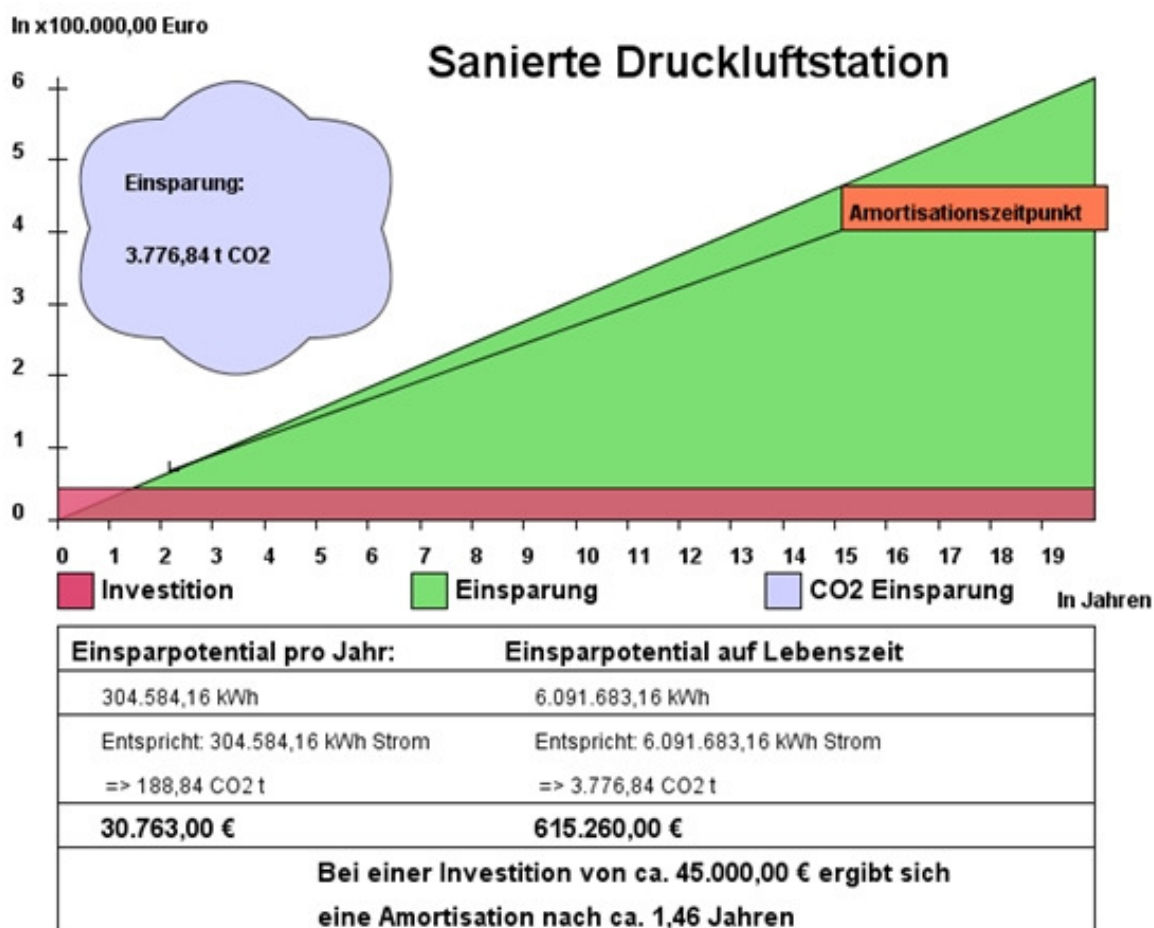 In x100.000,00 Euro
Sanierte Druckluftstation
6
5
4
3
2
1
0
Einsparung:
3.776,84 t CO2
Amortisationszeitpunkt
0 1 2 3 4 5 6 7 8 9 10 11 12 13 14 15 16 17 18 19
Investition Einsparung CO2 Einsparung In Jahren
Einsparpotential pro Jahr: Einsparpotential auf Lebenszeit
304.584,16 kWh 6.091.683,16 kWh
Entspricht: 304.584,16 kWh Strom Entspricht: 6.091.683,16 kWh Strom
=> 188,84 CO2 t => 3.776,84 CO2 t
30.763,00 € 615.260,00 €
Bei einer Investition von ca. 45.000,00 € ergibt sich
eine Amortisation nach ca. 1,46 Jahren